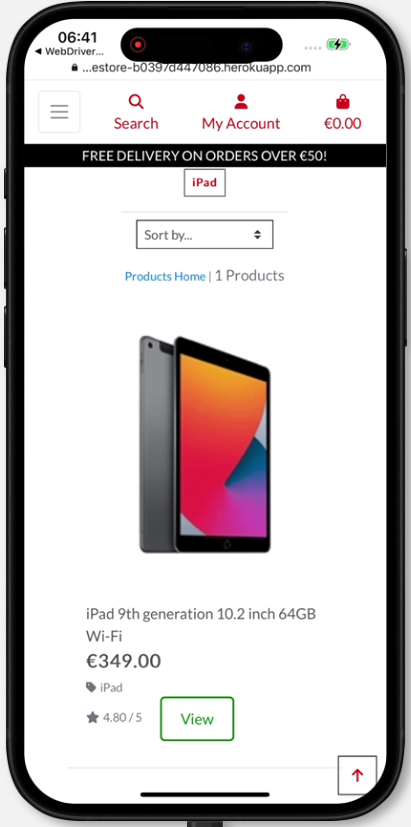 06:41
◀ WebDriver...
...estore-b0397d447086.herokuapp.com
Search
My Account
€0.00
FREE DELIVERY ON ORDERS OVER €50!
iPad
Sort by...
Products Home | 1 Products
iPad 9th generation 10.2 inch 64GB
Wi-Fi
€349.00
iPad
4.80 / 5
View